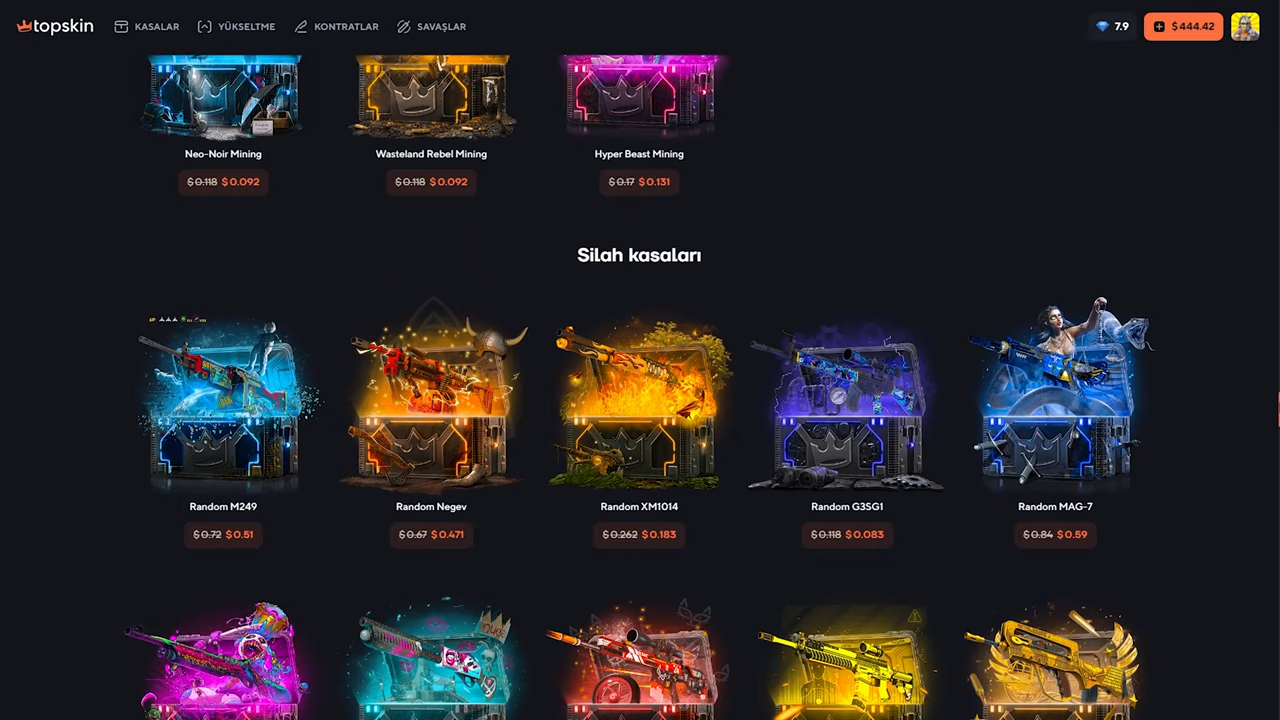 topskin
KASALAR
YÜKSELTME
KONTRATLAR
SAVAŞLAR
7.9
$444.42
Neo-Noir Mining
Wasteland Rebel Mining
Hyper Beast Mining
$0.118 $0.092
$0.118 $0.092
$0.17 $0.131
Silah kasaları
Random M249
Random Negev
Random XM1014
Random G3SG1
Random MAG-7
$0.72 $0.51
$0.67 $0.471
$0.262 $0.183
$0.118 $0.083
$0.84 $0.59